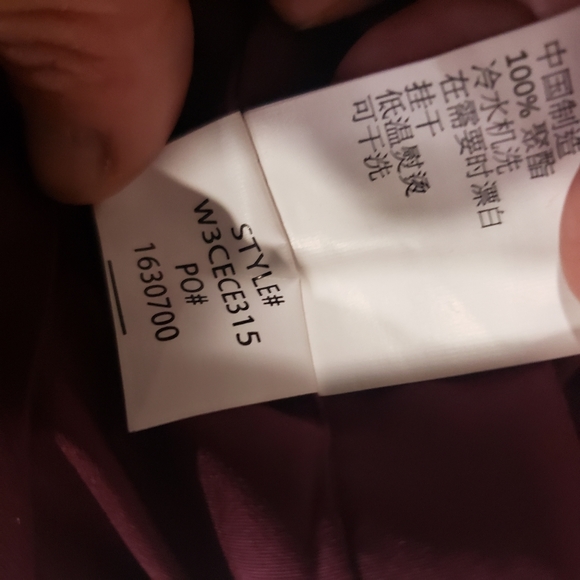 中国制造
100% 聚酯
冷水机洗
在需要时漂白
挂干
低温熨烫
可干洗
STYLE#
W3CECE315
PO#
1630700